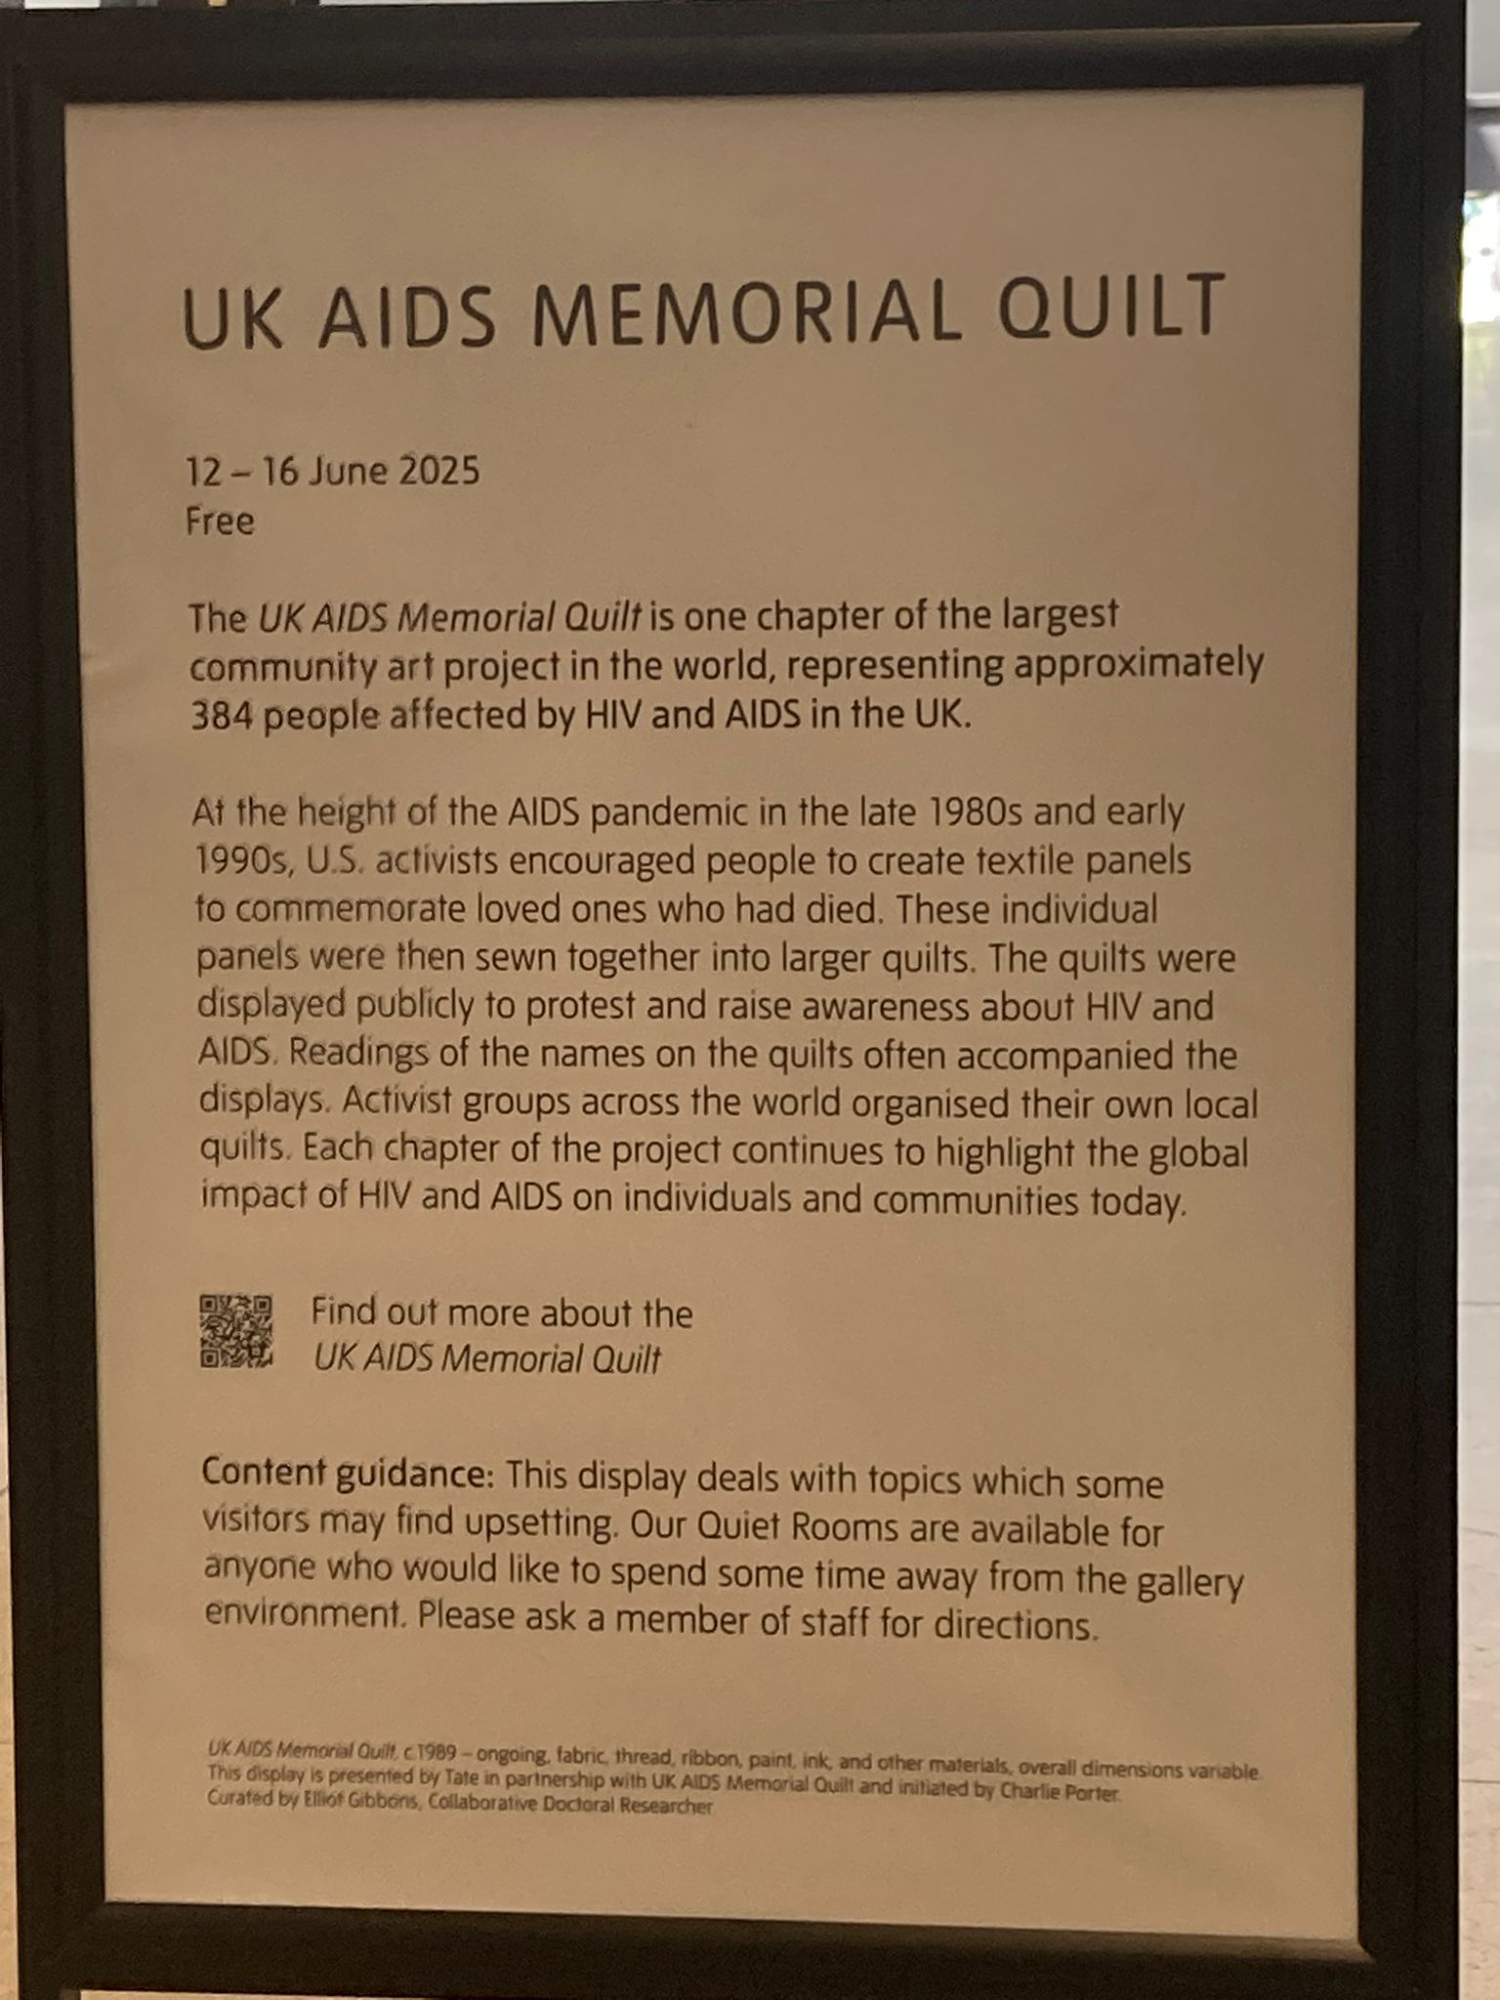 UK AIDS MEMORIAL QUILT
12 – 16 June 2025
Free
The UK AIDS Memorial Quilt is one chapter of the largest
community art project in the world, representing approximately
384 people affected by HIV and AIDS in the UK.
At the height of the AIDS pandemic in the late 1980s and early
1990s, U.S. activists encouraged people to create textile panels
to commemorate loved ones who had died. These individual
panels were then sewn together into larger quilts. The quilts were
displayed publicly to protest and raise awareness about HIV and
AIDS. Readings of the names on the quilts often accompanied the
displays. Activist groups across the world organised their own local
quilts. Each chapter of the project continues to highlight the global
impact of HIV and AIDS on individuals and communities today.
Find out more about the
UK AIDS Memorial Quilt
Content guidance: This display deals with topics which some
visitors may find upsetting. Our Quiet Rooms are available for
anyone who would like to spend some time away from the gallery
environment. Please ask a member of staff for directions.
UK AIDS Memorial Quilt, c.1989 – ongoing, fabric, thread, ribbon, paint, ink, and other materials, overall dimensions variable.
This display is presented by Tate in partnership with UK AIDS Memorial Quilt and initiated by Charlie Porter.
Curated by Elliot Gibbons, Collaborative Doctoral Researcher